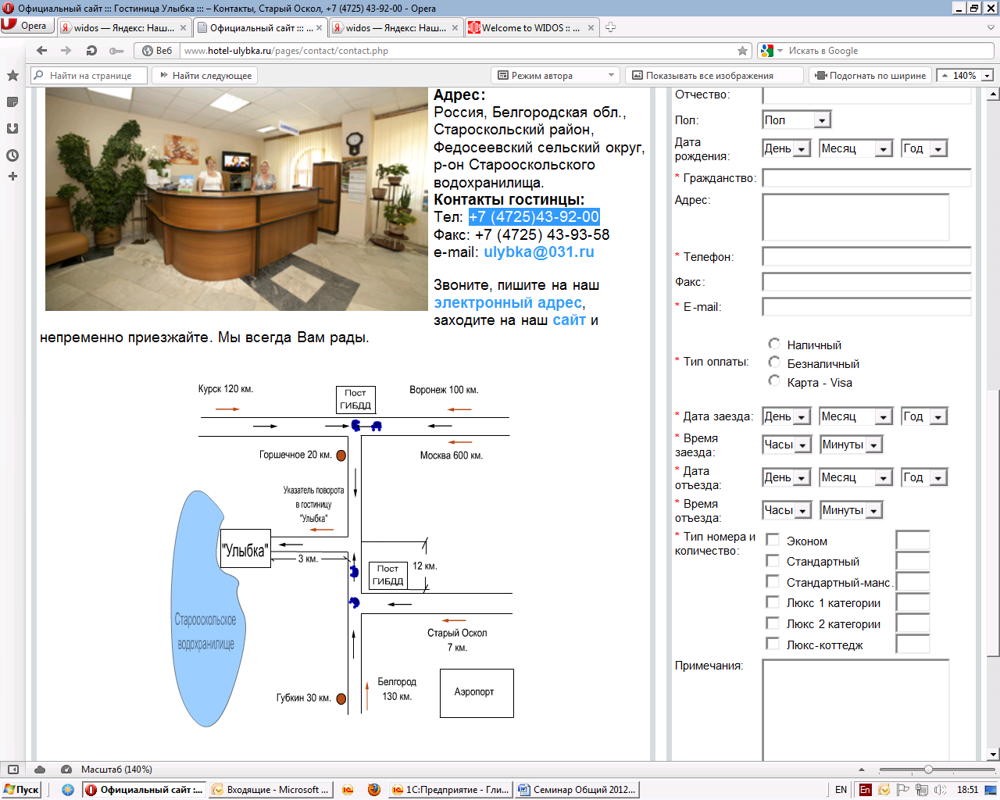 Официальный сайт ::: Гостиница Улыбка ::: – Контакты, Старый Оскол, +7 (4725) 43-92-00 - Opera
Opera
widos — Яндекс: Наш...
Официальный сайт ::: ...
widos — Яндекс: Наш...
Welcome to WIDOS :: ...
Веб
www.hotel-ulybka.ru/pages/contact/contact.php
Искать в Google
Найти на странице
Найти следующее
Режим автора
Показывать все изображения
Подогнать по ширине
140%
Адрес:
Россия, Белгородская обл.,
Старооскольский район,
Федосеевский сельский округ,
р-он Старооскольского
водохранилища.
Контакты гостинцы:
Тел: +7 (4725)43-92-00
Факс: +7 (4725) 43-93-58
e-mail: ulybka@031.ru
Звоните, пишите на наш
электронный адрес,
заходите на наш сайт и
непременно приезжайте. Мы всегда Вам рады.
Курск 120 км.
Пост
ГИБДД
Воронеж 100 км.
Горшечное 20 км.
Москва 600 км.
Указатель поворота
в гостиницу
"Улыбка"
"Улыбка"
3 км.
Пост
ГИБДД
12 км.
Старооскольское
водохранилище
Старый Оскол
7 км.
Губкин 30 км.
Белгород
130 км.
Аэропорт
Отчество:
Пол: Пол
Дата
рождения: День Месяц Год
* Гражданство:
Адрес:
* Телефон:
Факс:
* E-mail:
* Тип оплаты:
Наличный
Безналичный
Карта - Visa
* Дата заезда: День Месяц Год
* Время
заезда: Часы Минуты
* Дата
отъезда: День Месяц Год
* Время
отъезда: Часы Минуты
* Тип номера и
количество:
Эконом
Стандартный
Стандартный-манс.
Люкс 1 категории
Люкс 2 категории
Люкс-коттедж
Примечания:
Масштаб (140%)
Пуск
Официальный сайт :...
Входящие - Microsoft ...
1С:Предприятие - Гли...
Семинар Общий 2012...
EN
En
18:51